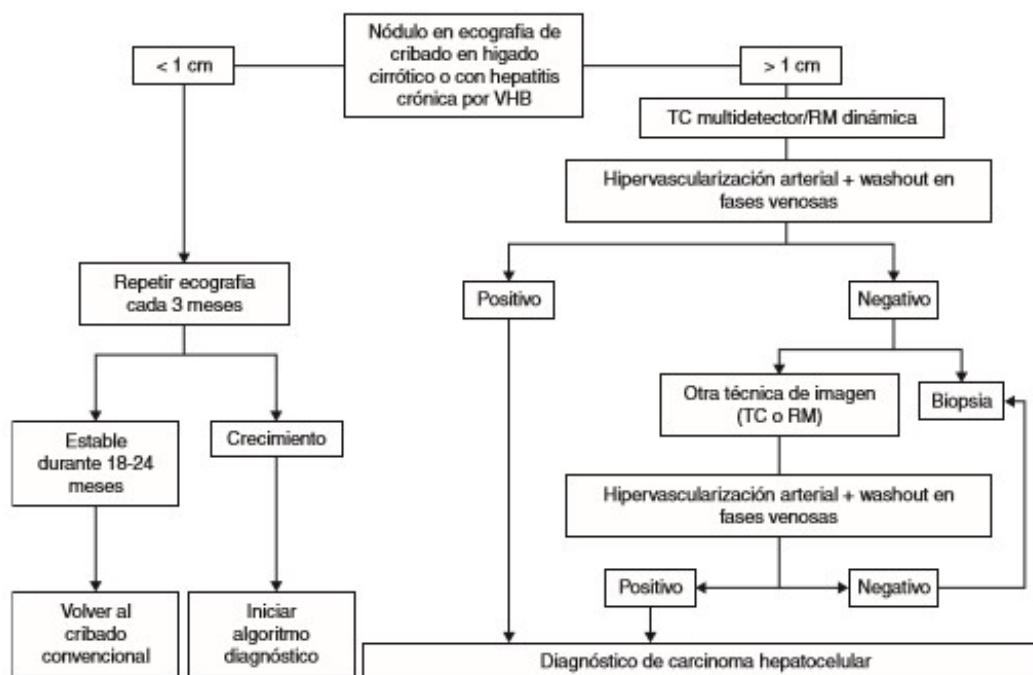 Nódulo en ecografia de
cribado en higado
cirrótico o con hepatitis
crónica por VHB
< 1 cm
> 1 cm
TC multidetector/RM dinámica
Hipervascularización arterial + washout en
fases venosas
Repetir ecografia
cada 3 meses
Positivo
Negativo
Otra técnica de imagen
(TC o RM)
Biopsia
Estable
durante 18-24
meses
Crecimiento
Hipervascularización arterial + washout en
fases venosas
Positivo
Negativo
Volver al
cribado
convencional
Iniciar
algoritmo
diagnóstico
Diagnóstico de carcinoma hepatocelular